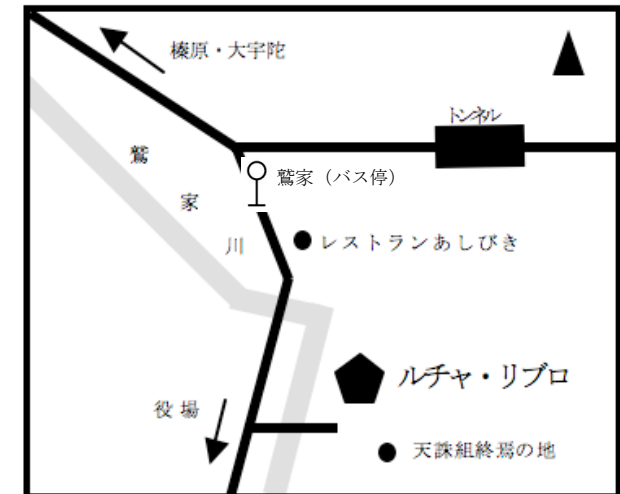 榛原・大宇陀
トンネル
鷲家川
鷲家（バス停）
レストランあしびき
ルチャ・リブロ
役場
天誅組終焉の地